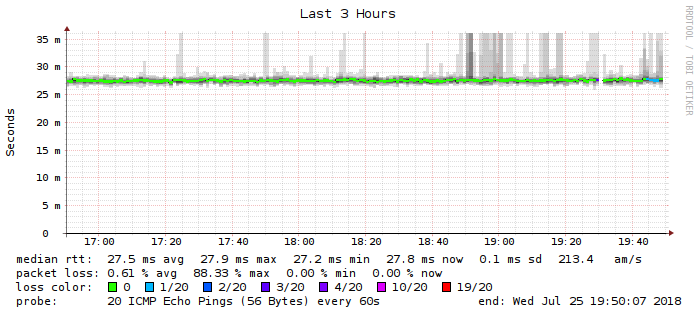 Last 3 Hours
RRDTOOL / TOBI OETIKER
Seconds
35 m
30 m
25 m
20 m
15 m
10 m
5 m
0
17:00 17:20 17:40 18:00 18:20 18:40 19:00 19:20 19:40
median rtt: 27.5 ms avg 27.9 ms max 27.2 ms min 27.8 ms now 0.1 ms sd 213.4 am/s
packet loss: 0.61 % avg 88.33 % max 0.00 % min 0.00 % now
loss color: 0 1/20 2/20 3/20 4/20 10/20 19/20
probe: 20 ICMP Echo Pings (56 Bytes) every 60s end: Wed Jul 25 19:50:07 2018